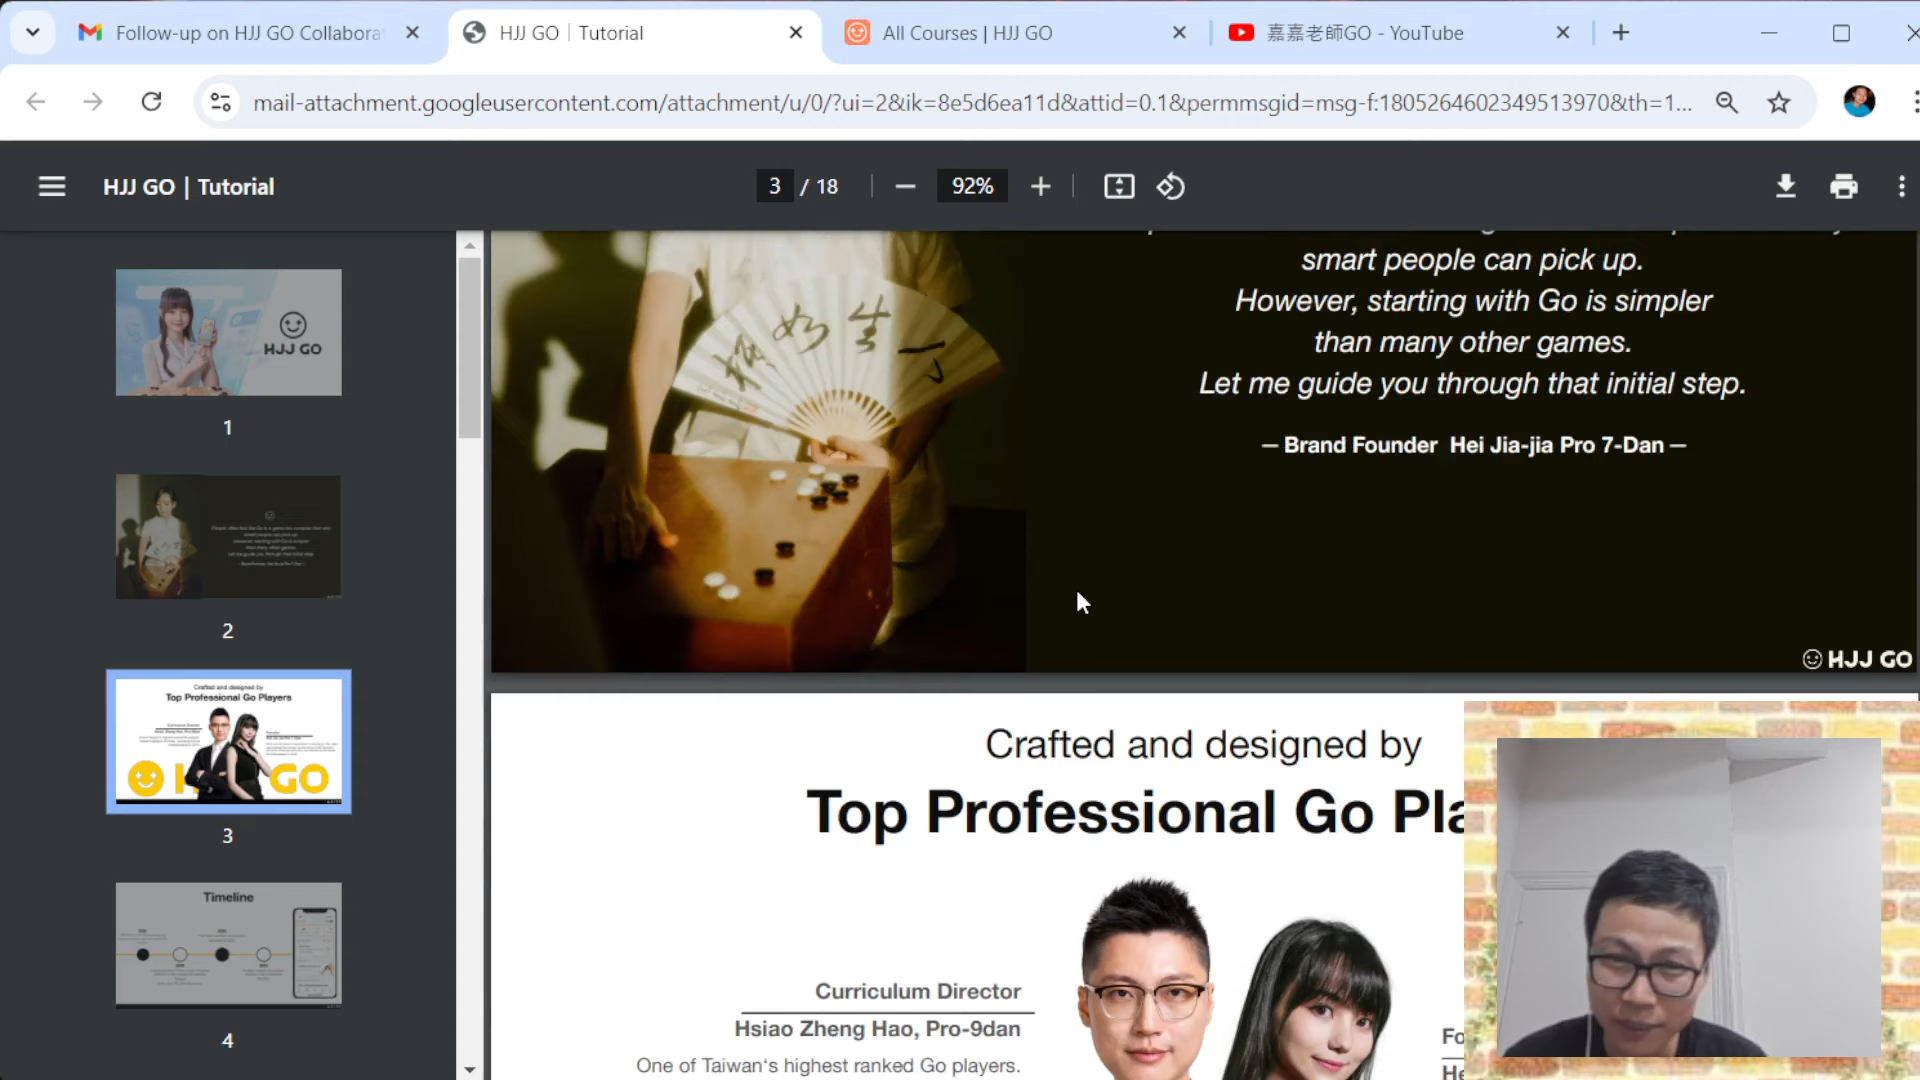 Follow-up on HJJ GO Collabora
HJJ GO | Tutorial
All Courses | HJJ GO
嘉嘉老師GO - YouTube
mail-attachment.googleusercontent.com/attachment/u/0/?ui=2&ik=8e5d6ea11d&attid=0.1&permmsgid=msg-f:1805264602349513970&th=1...
HJJ GO | Tutorial
3 / 18
92%
HJJ GO
1
2
Crafted and designed by
Top Professional Go Players
GO
3
Timeline
4
smart people can pick up.
However, starting with Go is simpler
than many other games.
Let me guide you through that initial step.
— Brand Founder Hei Jia-jia Pro 7-Dan —
HJJ GO
Crafted and designed by
Top Professional Go Pla
Curriculum Director
Hsiao Zheng Hao, Pro-9dan
One of Taiwan‘s highest ranked Go players.
Fo
He